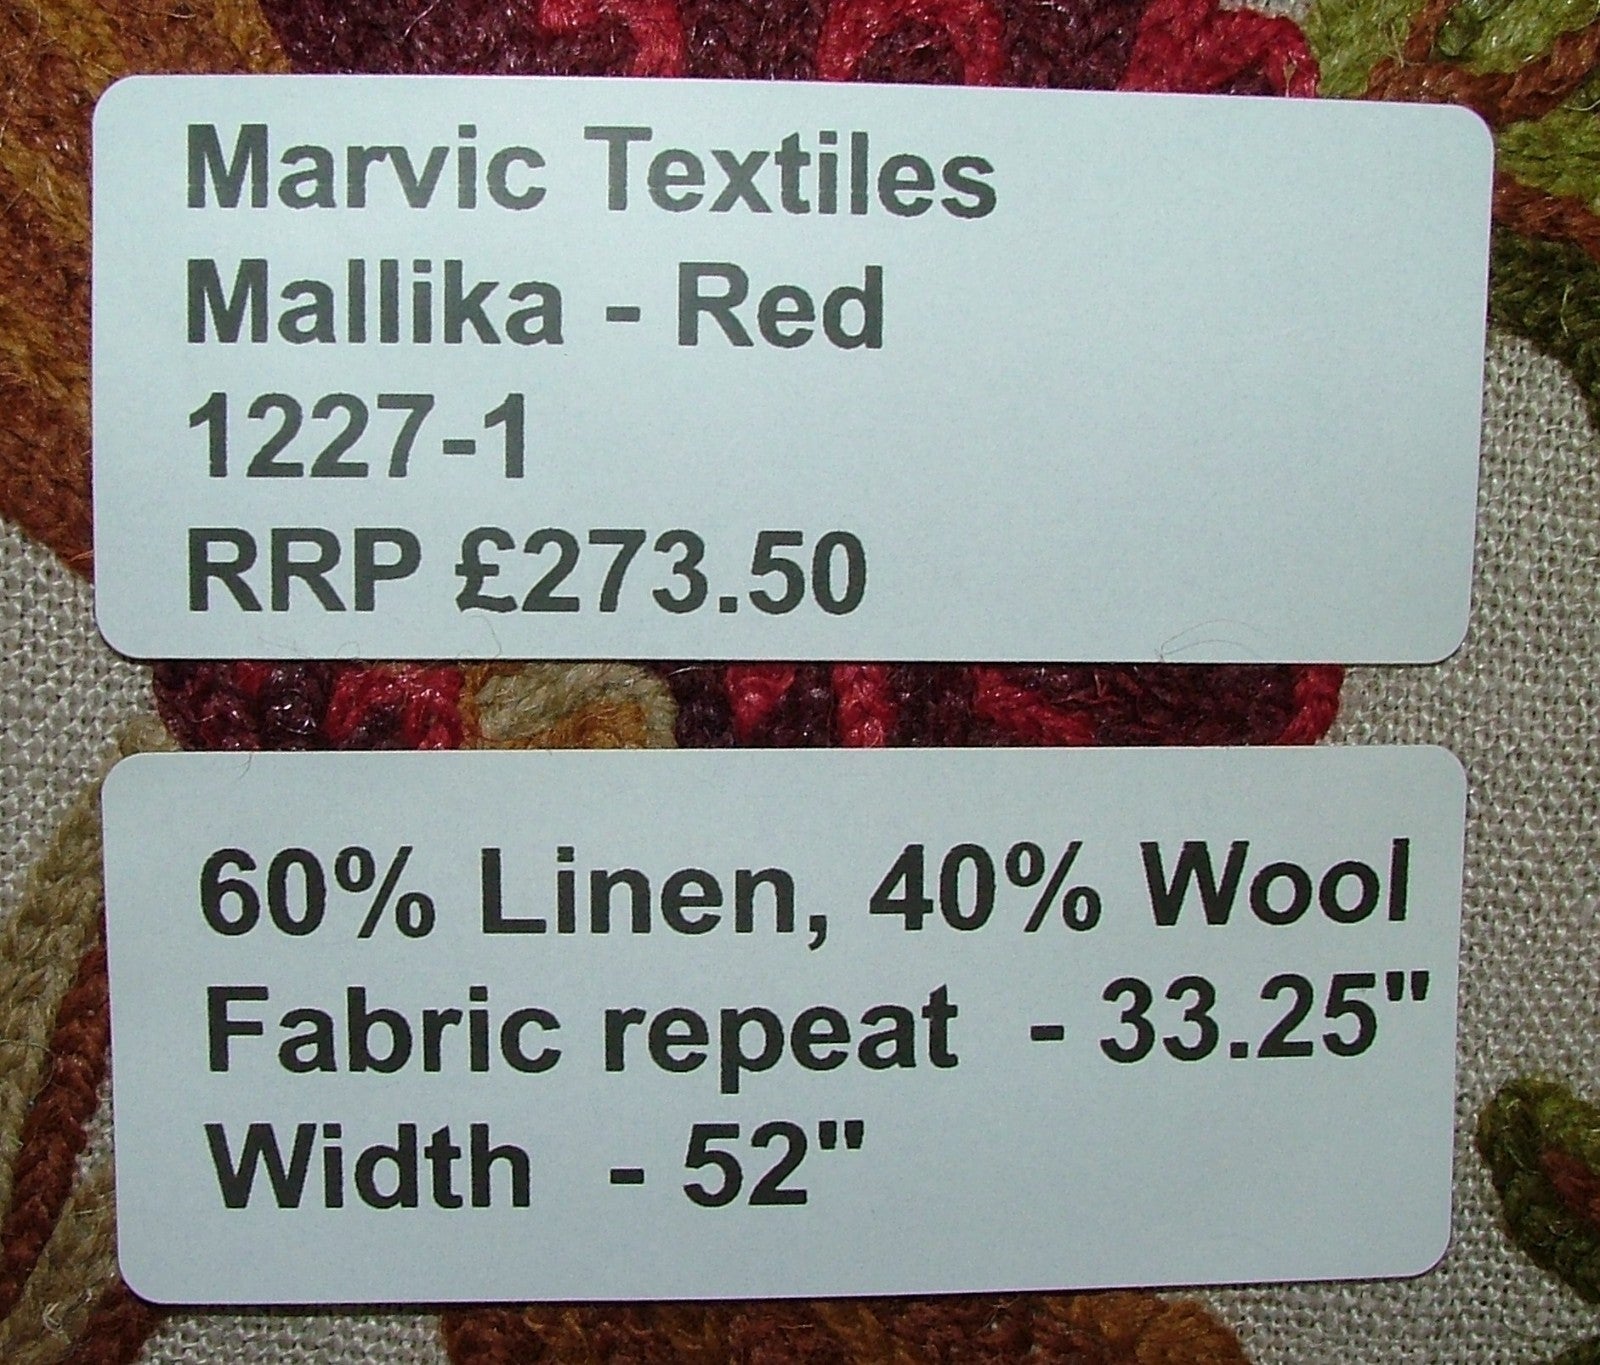 Marvic Textiles
Mallika - Red
1227-1
RRP £273.50
60% Linen, 40% Wool
Fabric repeat - 33.25"
Width - 52"